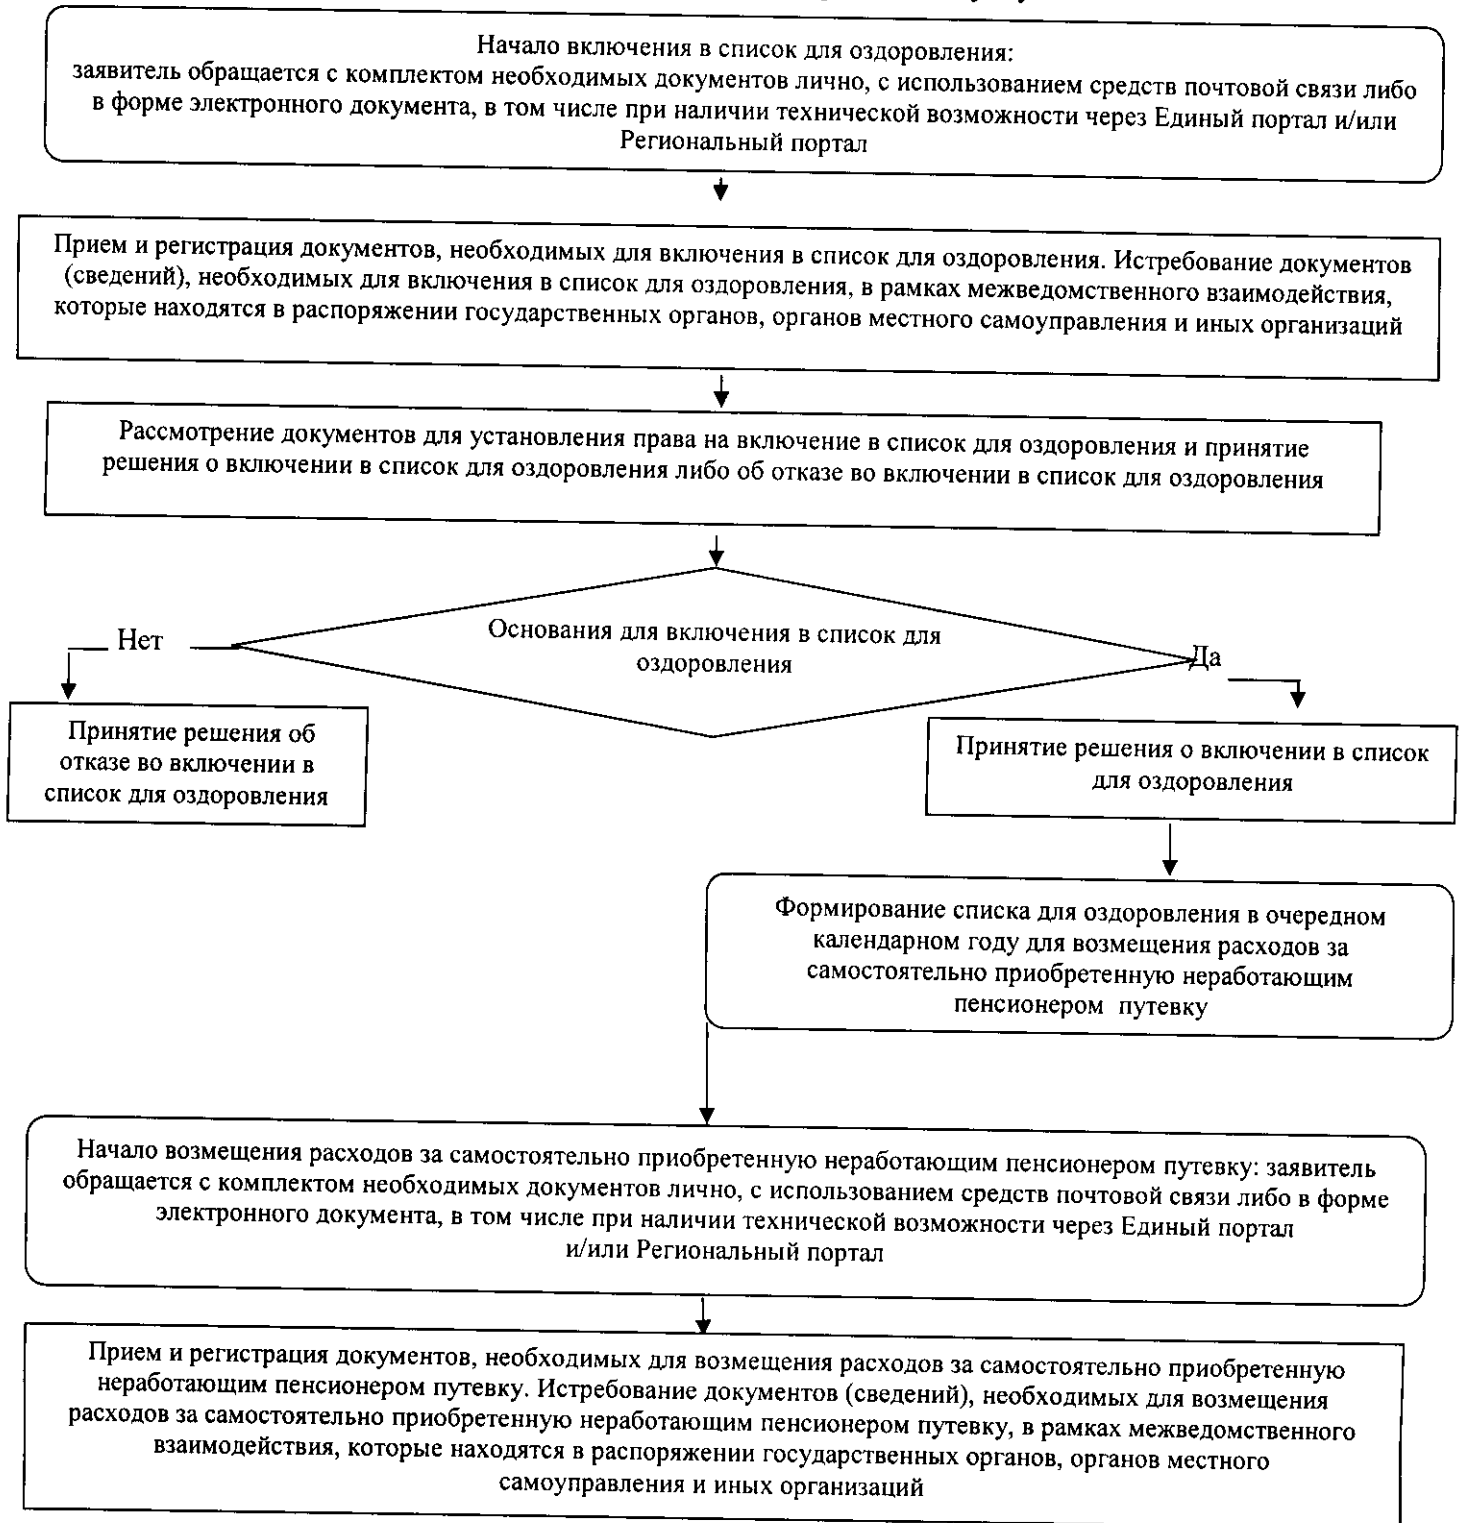 Начало включения в список для оздоровления:
заявитель обращается с комплектом необходимых документов лично, с использованием средств почтовой связи либо
в форме электронного документа, в том числе при наличии технической возможности через Единый портал и/или
Региональный портал
Прием и регистрация документов, необходимых для включения в список для оздоровления. Истребование документов
(сведений), необходимых для включения в список для оздоровления, в рамках межведомственного взаимодействия,
которые находятся в распоряжении государственных органов, органов местного самоуправления и иных организаций
Рассмотрение документов для установления права на включение в список для оздоровления и принятие
решения о включении в список для оздоровления либо об отказе во включении в список для оздоровления
Основания для включения в список для
оздоровления
Нет
Да
Принятие решения об
отказе во включении в
список для оздоровления
Принятие решения о включении в список
для оздоровления
Формирование списка для оздоровления в очередном
календарном году для возмещения расходов за
самостоятельно приобретенную неработающим
пенсионером путевку
Начало возмещения расходов за самостоятельно приобретенную неработающим пенсионером путевку: заявитель
обращается с комплектом необходимых документов лично, с использованием средств почтовой связи либо в форме
электронного документа, в том числе при наличии технической возможности через Единый портал
и/или Региональный портал
Прием и регистрация документов, необходимых для возмещения расходов за самостоятельно приобретенную
неработающим пенсионером путевку. Истребование документов (сведений), необходимых для возмещения
расходов за самостоятельно приобретенную неработающим пенсионером путевку, в рамках межведомственного
взаимодействия, которые находятся в распоряжении государственных органов, органов местного
самоуправления и иных организаций